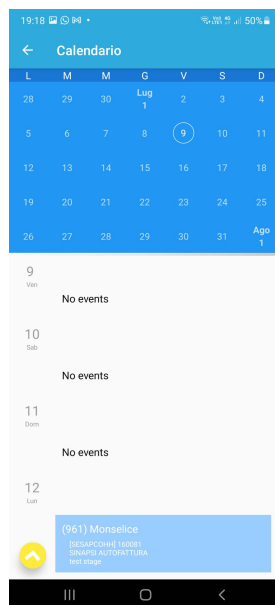 19:18
50%
Calendario
L M M G V S D
28 29 30 Lug 1 2 3 4
5 6 7 8 9 10 11
12 13 14 15 16 17 18
19 20 21 22 23 24 25
26 27 28 29 30 31 Ago 1
9
Ven
No events
10
Sab
No events
11
Dom
No events
12
Lun
(961) Monselice
[SESAPCOHH] 160081
SINAPSI AUTOFATTURA
test stage